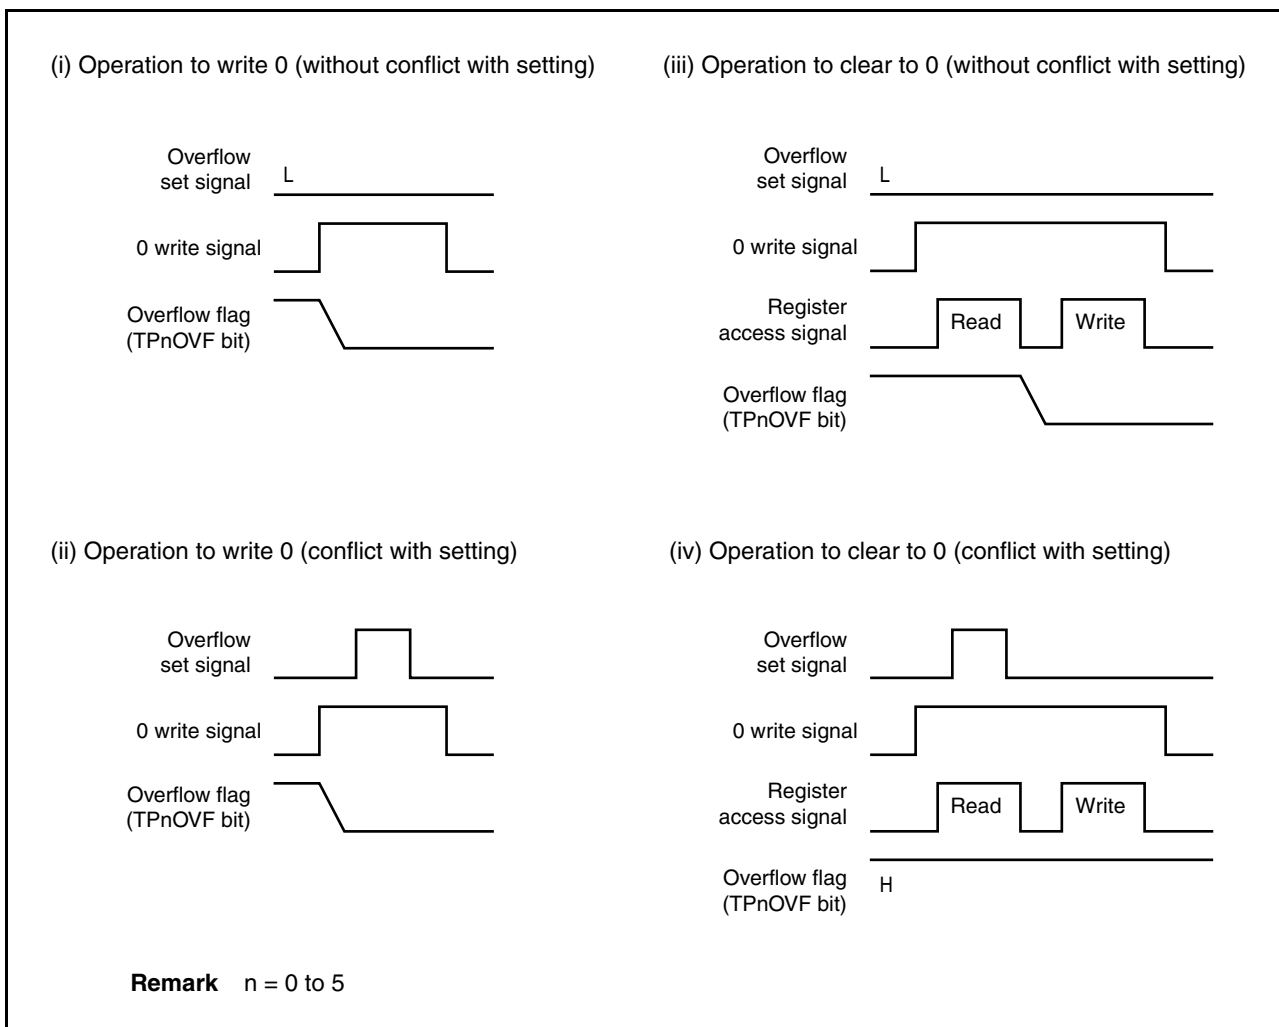 (i) Operation to write 0 (without conflict with setting)
Overflow
set signal
L
0 write signal
Overflow flag
(TPnOVF bit)
(iii) Operation to clear to 0 (without conflict with setting)
Overflow
set signal
L
0 write signal
Register
access signal
Read
Write
Overflow flag
(TPnOVF bit)
(ii) Operation to write 0 (conflict with setting)
Overflow
set signal
0 write signal
Overflow flag
(TPnOVF bit)
(iv) Operation to clear to 0 (conflict with setting)
Overflow
set signal
0 write signal
Register
access signal
Read
Write
Overflow flag
(TPnOVF bit)
H
Remark n = 0 to 5